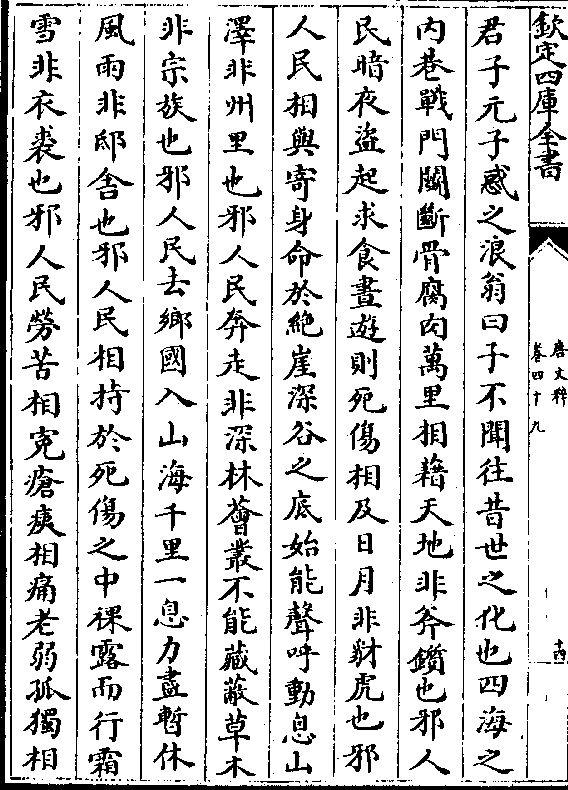 欽定四庫全書
唐文粹
卷四十九
十四
君子元子惑之浪翁曰子不聞往昔世之化也四海之
内巷戰門鬭斷骨腐肉萬里相藉天地非斧鑕也邪人
民暗夜盜起求食晝遊則死傷相及日月非豺虎也邪
人民相與寄身命於絶崖深谷之底始能聲呼動息山
澤非州里也邪人民奔走非深林薈叢不能藏蔽草木
非宗族也邪人民去鄉國入山海千里一息力盡暫休
風雨非邸舍也邪人民相持於死傷之中裸露而行霜
雪非衣裘也邪人民勞苦相寃瘡痍相痛老弱孤獨相